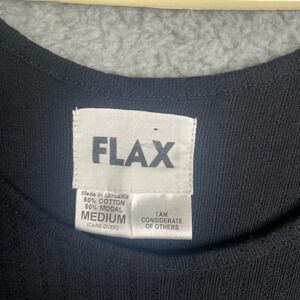 FLAX
Made in Lithuania
50% COTTON
50% MODAL
MEDIUM
(CARE OVER)
I AM
CONSIDERATE
OF OTHERS